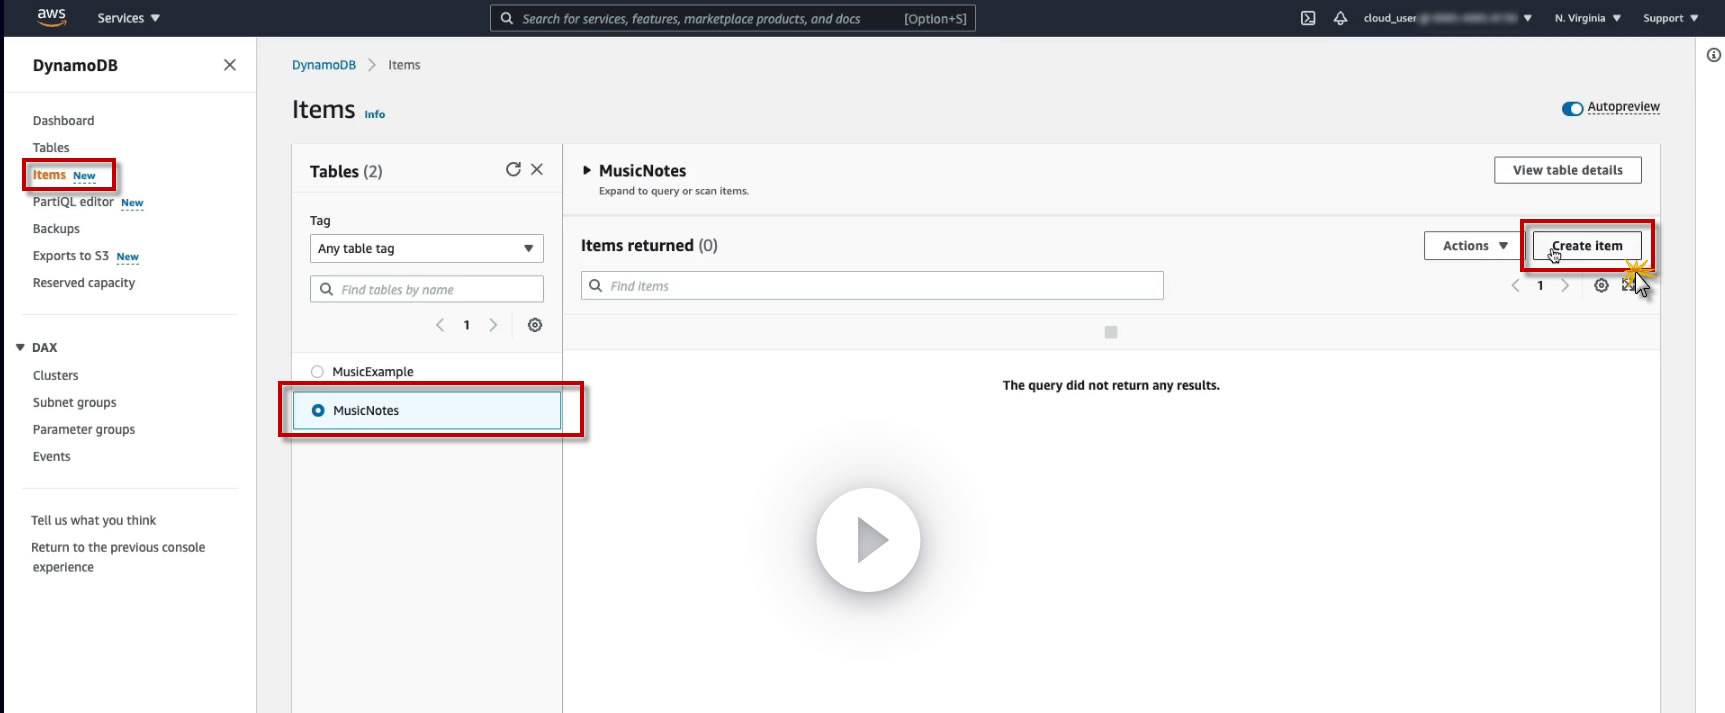 aws
Services
Search for services, features, marketplace products, and docs
[Option+S]
cloud_user
N. Virginia
Support
DynamoDB
Dashboard
Tables
Items New
PartiQL editor New
Backups
Exports to S3 New
Reserved capacity
DAX
Clusters
Subnet groups
Parameter groups
Events
Tell us what you think
Return to the previous console
experience
DynamoDB Items
Items Info
Autopreview
Tables (2)
Tag
Any table tag
Find tables by name
1
MusicExample
MusicNotes
MusicNotes
Expand to query or scan items.
View table details
Items returned (0)
Actions
Create item
Find items
1
The query did not return any results.